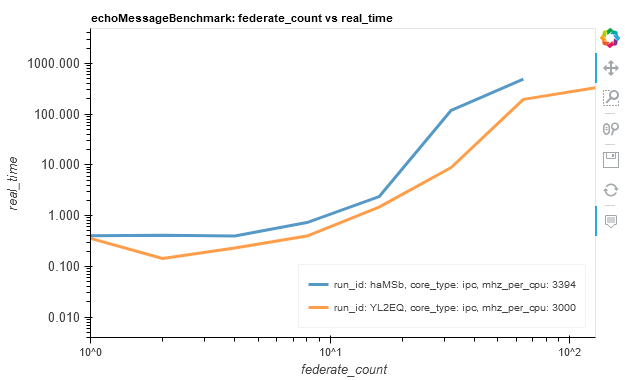 echoMessageBenchmark: federate_count vs real_time
real_time
1000.000
100.000
10.000
1.000
0.100
0.010
run_id: haMSb, core_type: ipc, mhz_per_cpu: 3394
run_id: YL2EQ, core_type: ipc, mhz_per_cpu: 3000
10^0 10^1 10^2
federate_count